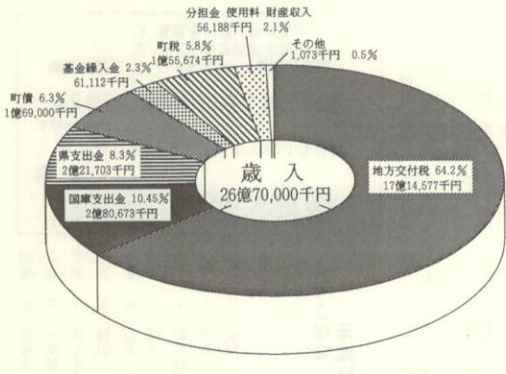 分担金 使用料 財産収入
56,188千円 2.1%
その他
1,073千円 0.5%
町税 5.8%
1億55,674千円
基金繰入金 2.3%
61,112千円
町債 6.3%
1億69,000千円
県支出金 8.3%
2億21,703千円
国庫支出金 10.45%
2億80,673千円
歳入
26億70,000千円
地方交付税 64.2%
17億14,577千円